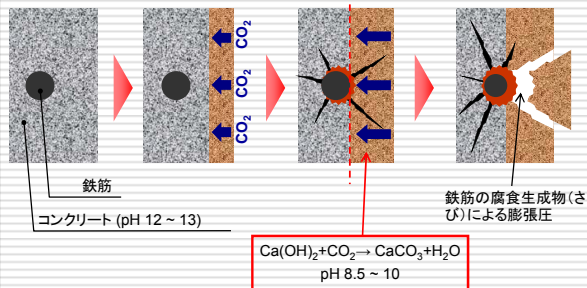 CO₂
CO₂
CO₂
鉄筋
コンクリート (pH 12 ~ 13)
鉄筋の腐食生成物(さ
び)による膨張圧
Ca(OH)₂+CO₂→ CaCO₃+H₂O
pH 8.5 ~ 10